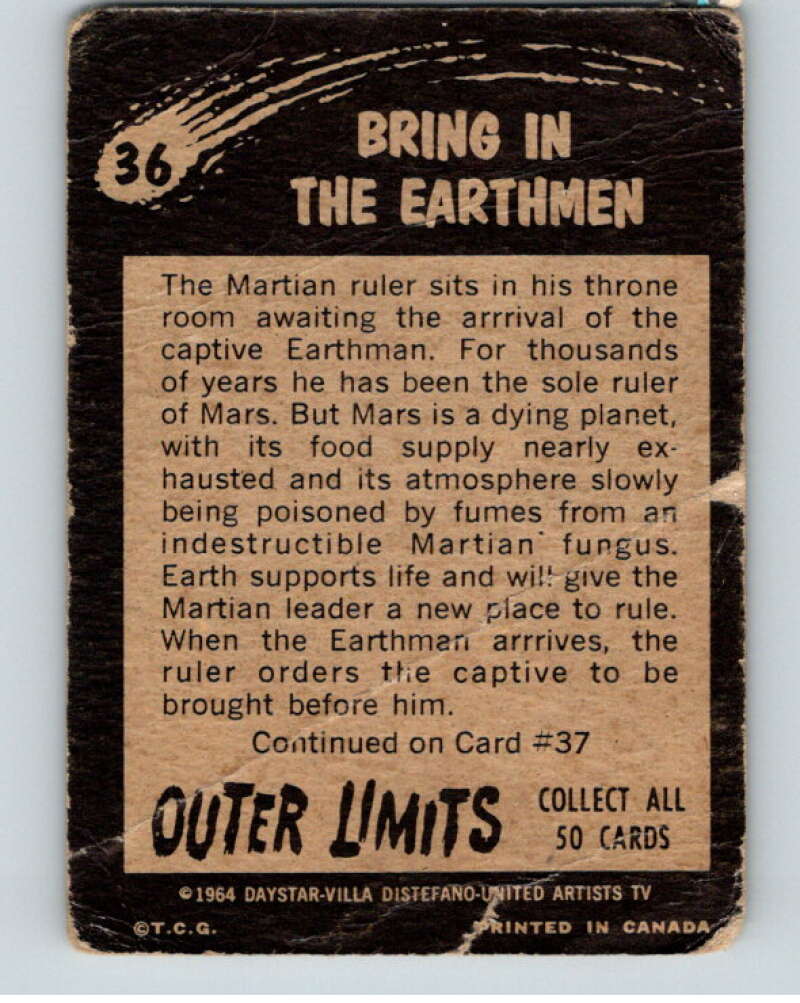 36
BRING IN
THE EARTHMEN
The Martian ruler sits in his throne
room awaiting the arrrival of the
captive Earthman. For thousands
of years he has been the sole ruler
of Mars. But Mars is a dying planet,
with its food supply nearly ex-
hausted and its atmosphere slowly
being poisoned by fumes from an
indestructible Martian fungus.
Earth supports life and will give the
Martian leader a new place to rule.
When the Earthman arrrives, the
ruler orders the captive to be
brought before him.
Continued on Card #37
OUTER LIMITS
COLLECT ALL
50 CARDS
©1964 DAYSTAR-VILLA DISTEFANO-UNITED ARTISTS TV
©T.C.G. PRINTED IN CANADA